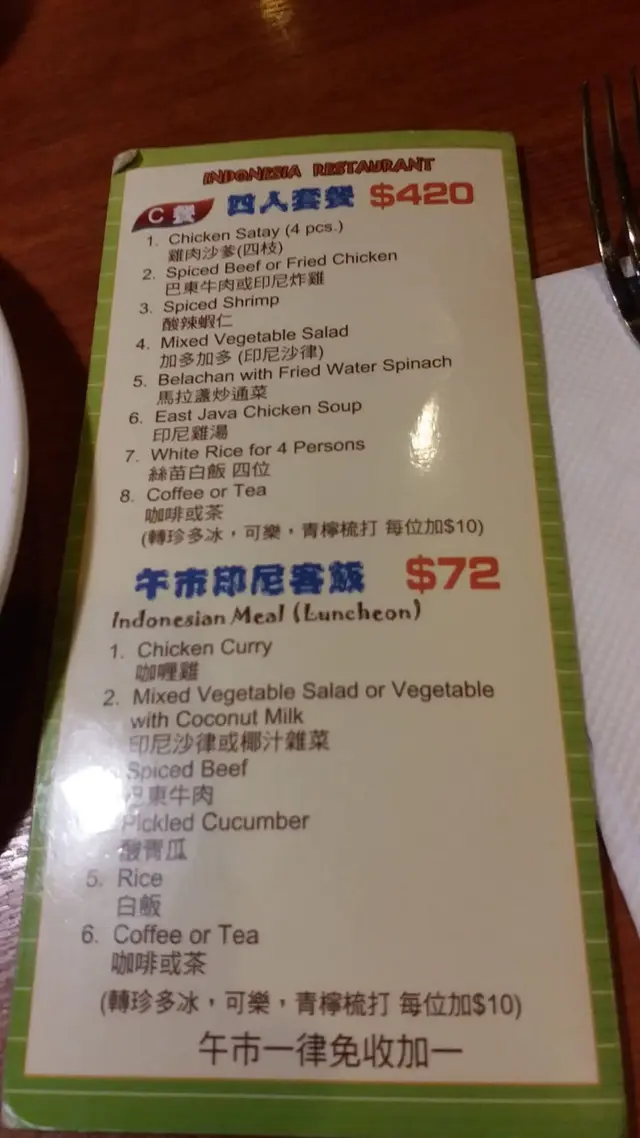 INDONESIA RESTAURANT
C餐 四人套餐 $420
1. Chicken Satay (4 pcs.)
雞肉沙爹(四枝)
2. Spiced Beef or Fried Chicken
巴東牛肉或印尼炸雞
3. Spiced Shrimp
酸辣蝦仁
4. Mixed Vegetable Salad
加多加多 (印尼沙律)
5. Belachan with Fried Water Spinach
馬拉盞炒通菜
6. East Java Chicken Soup
印尼雞湯
7. White Rice for 4 Persons
絲苗白飯 四位
8. Coffee or Tea
咖啡或茶
(轉珍多冰，可樂，青檸梳打 每位加$10)
午市印尼客飯 $72
Indonesian Meal (Luncheon)
1. Chicken Curry
咖喱雞
2. Mixed Vegetable Salad or Vegetable
with Coconut Milk
印尼沙律或椰汁雜菜
Spiced Beef
巴東牛肉
Pickled Cucumber
酸青瓜
5. Rice
白飯
6. Coffee or Tea
咖啡或茶
(轉珍多冰，可樂，青檸梳打 每位加$10)
午市一律免收加一